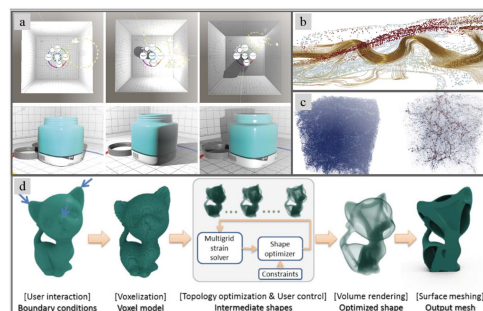 a
b
c
d
Multigrid
strain
solver
Shape
optimizer
Constraints
[User interaction] [Voxelization] [Topology optimization & User control] [Volume rendering] [Surface meshing]
Boundary conditions Voxel model Intermediate shapes Optimized shape Output mesh